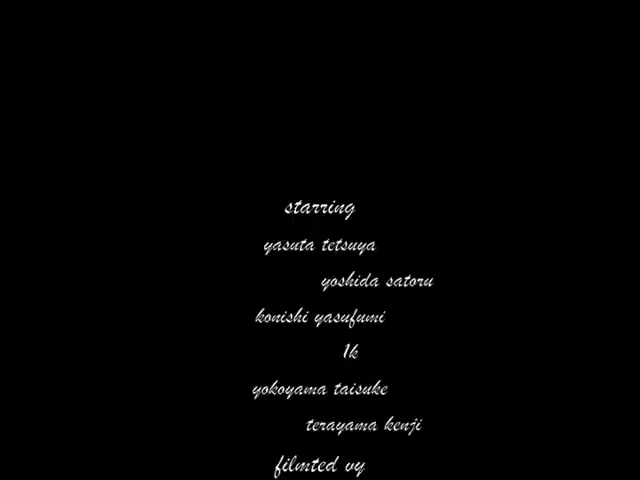 starring
yasuta tetsuya
yoshida satoru
konishi yasufumi
1k
yokoyama taisuke
terayama kenji
filmted vy